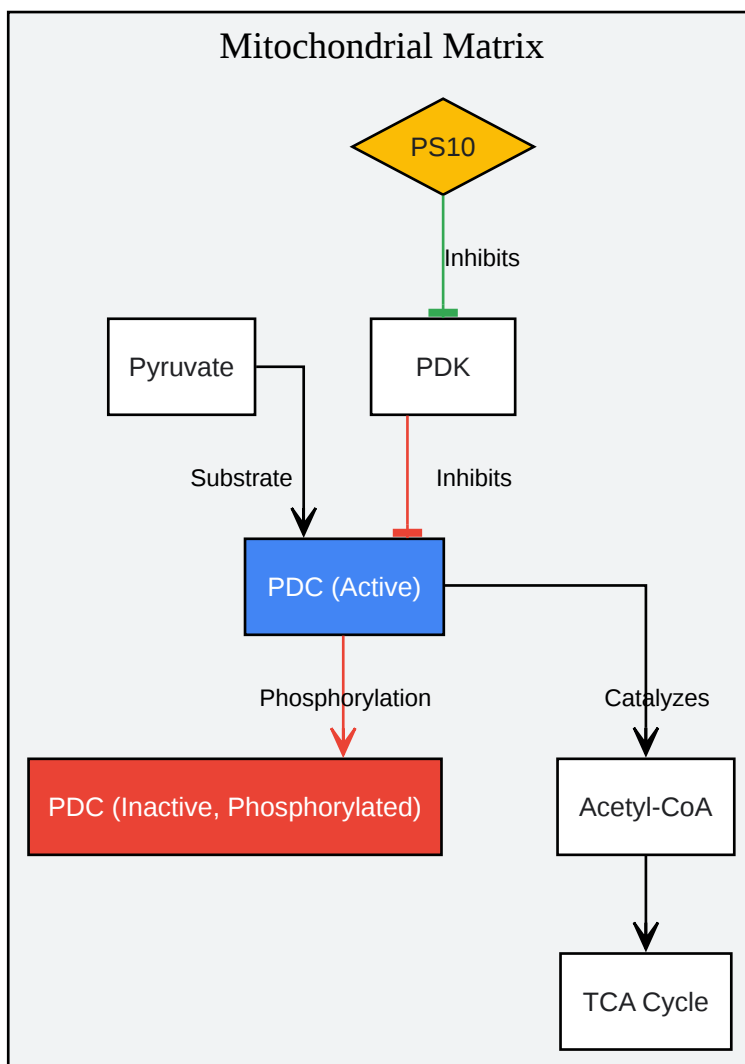 Mitochondrial Matrix
PS10
Inhibits
Pyruvate
PDK
Substrate
Inhibits
PDC (Active)
Phosphorylation
Catalyzes
PDC (Inactive, Phosphorylated)
Acetyl-CoA
TCA Cycle